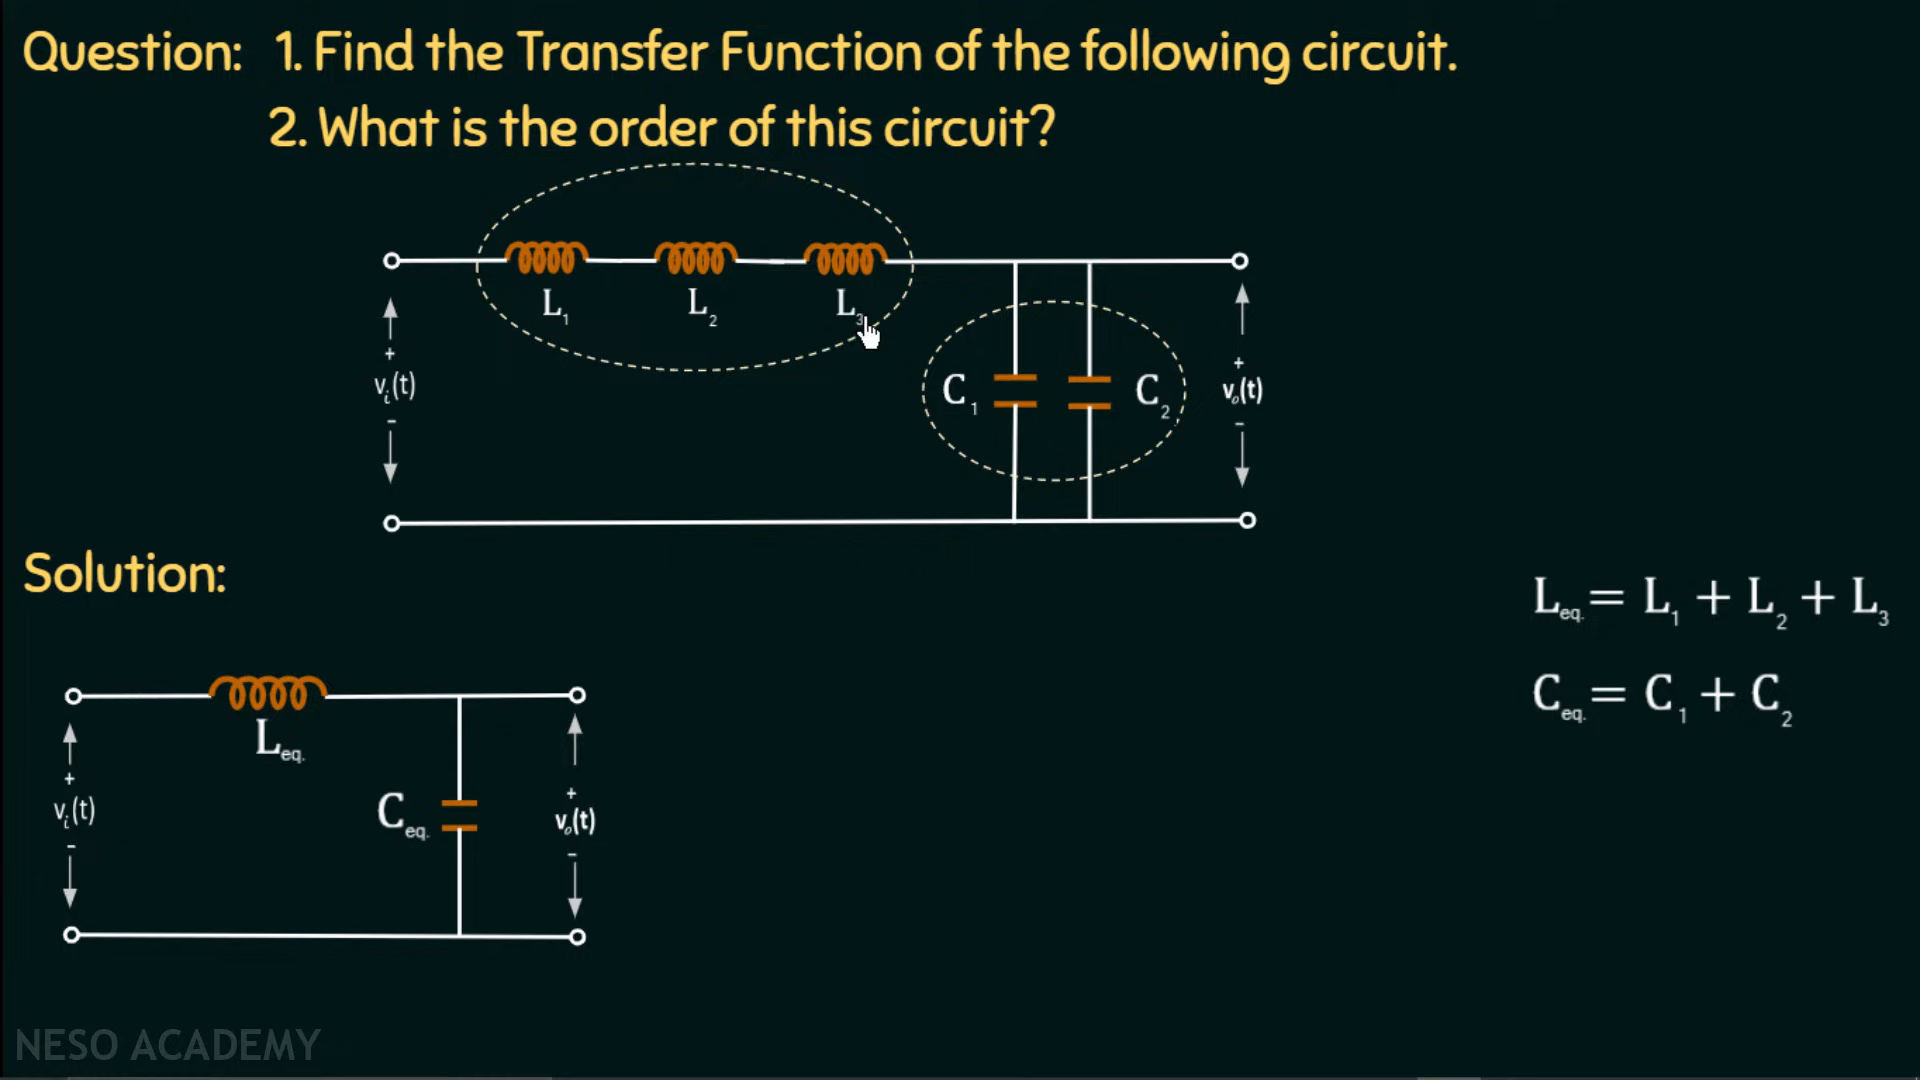 Question: 1. Find the Transfer Function of the following circuit.
2. What is the order of this circuit?
L₁ L₂ L₃
+
vᵢ(t)
-
C₁ C₂
+
vₒ(t)
-
Solution:
Leq. = L₁ + L₂ + L₃
Ceq. = C₁ + C₂
Leq.
+
vᵢ(t)
-
Ceq.
+
vₒ(t)
-
NESO ACADEMY